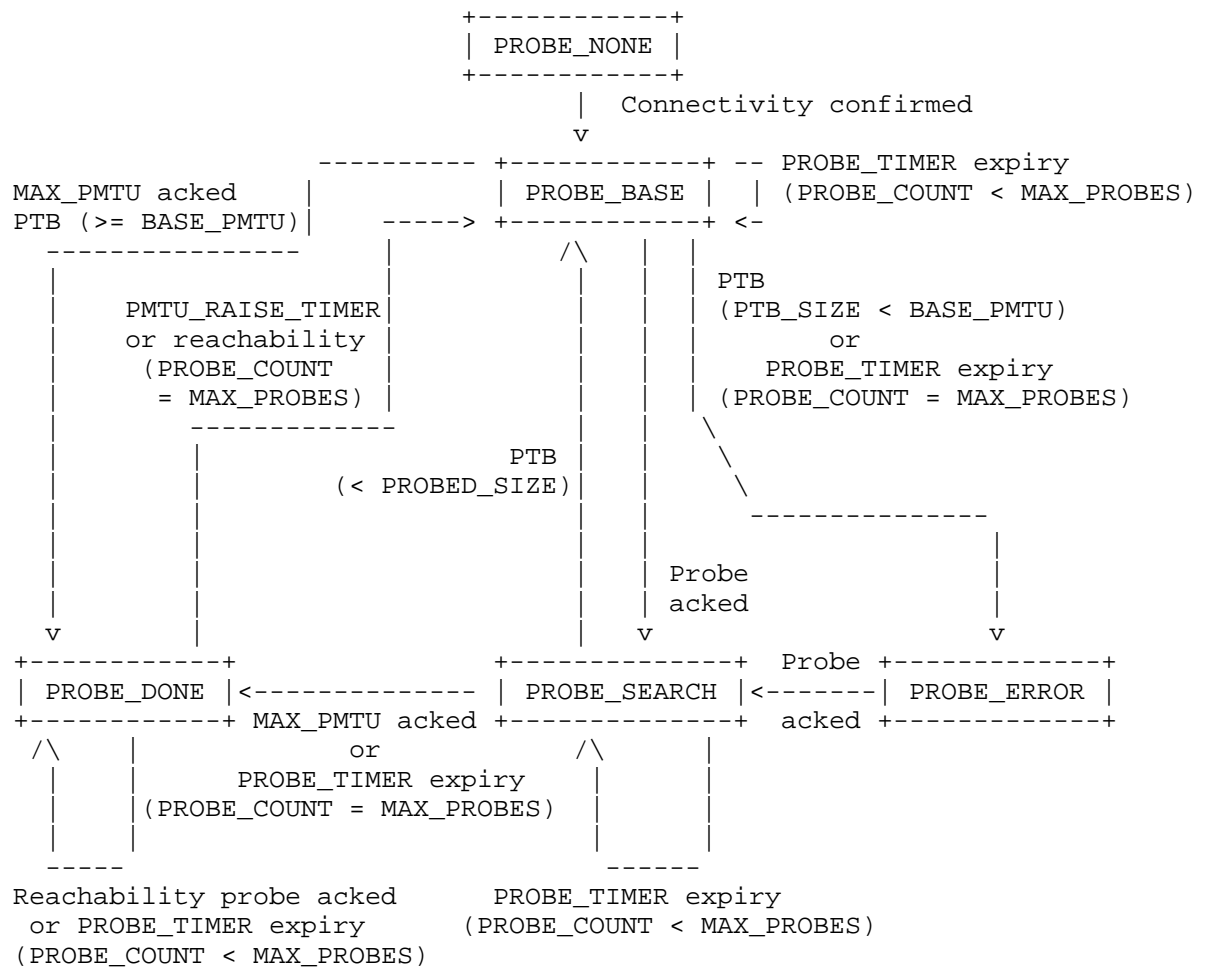 PROBE_NONE
Connectivity confirmed
PROBE_TIMER expiry
MAX_PMTU acked
PROBE_BASE
(PROBE_COUNT < MAX_PROBES)
PTB (>= BASE_PMTU)
PTB
PMTU_RAISE_TIMER
(PTB_SIZE < BASE_PMTU)
or reachability
or
(PROBE_COUNT
PROBE_TIMER expiry
= MAX_PROBES)
(PROBE_COUNT = MAX_PROBES)
PTB
(< PROBED_SIZE)
Probe
acked
Probe
PROBE_DONE
PROBE_SEARCH
PROBE_ERROR
MAX_PMTU acked
acked
or
PROBE_TIMER expiry
(PROBE_COUNT = MAX_PROBES)
Reachability probe acked
PROBE_TIMER expiry
or PROBE_TIMER expiry
(PROBE_COUNT < MAX_PROBES)
(PROBE_COUNT < MAX_PROBES)